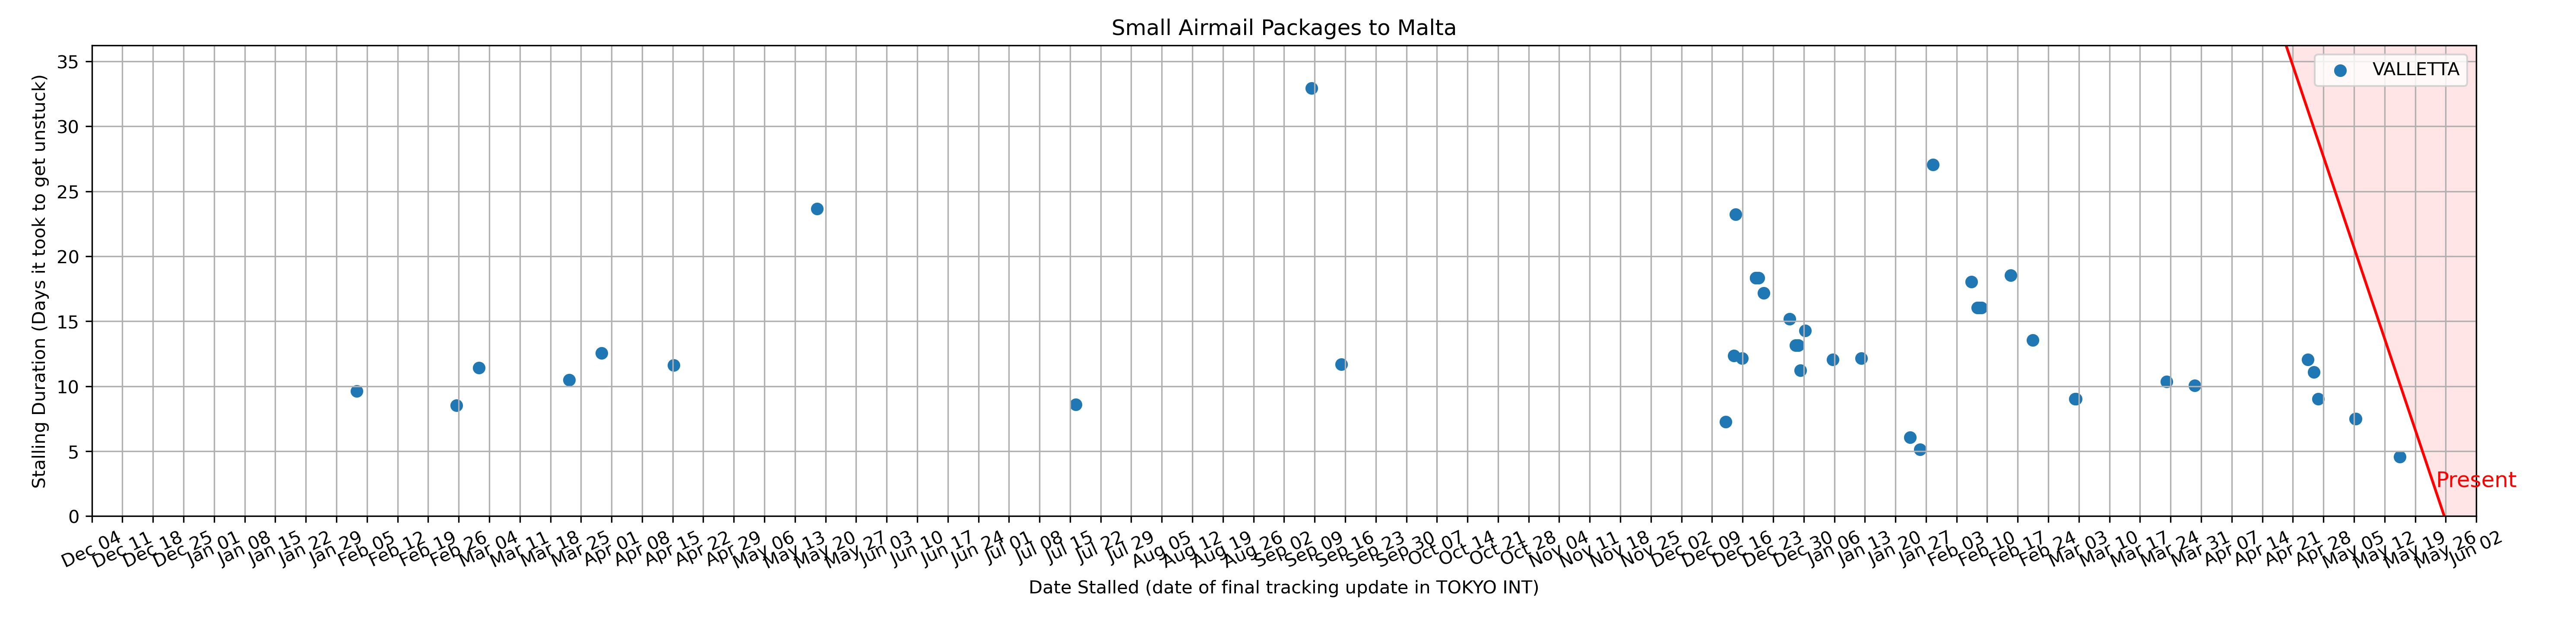 Small Airmail Packages to Malta
Stalling Duration (Days it took to get unstuck)
35
30
25
20
15
10
5
0
VALLETTA
Present
Dec 04
Dec 11
Dec 18
Dec 25
Jan 01
Jan 08
Jan 15
Jan 22
Jan 29
Feb 05
Feb 12
Feb 19
Feb 26
Mar 04
Mar 11
Mar 18
Mar 25
Apr 01
Apr 08
Apr 15
Apr 22
Apr 29
May 06
May 13
May 20
May 27
Jun 03
Jun 10
Jun 17
Jun 24
Jul 01
Jul 08
Jul 15
Jul 22
Jul 29
Aug 05
Aug 12
Aug 19
Aug 26
Sep 02
Sep 09
Sep 16
Sep 23
Sep 30
Oct 07
Oct 14
Oct 21
Oct 28
Nov 04
Nov 11
Nov 18
Nov 25
Dec 02
Dec 09
Dec 16
Dec 23
Dec 30
Jan 06
Jan 13
Jan 20
Jan 27
Feb 03
Feb 10
Feb 17
Feb 24
Mar 03
Mar 10
Mar 17
Mar 24
Mar 31
Apr 07
Apr 14
Apr 21
Apr 28
May 05
May 12
May 19
May 26
Jun 02
Date Stalled (date of final tracking update in TOKYO INT)